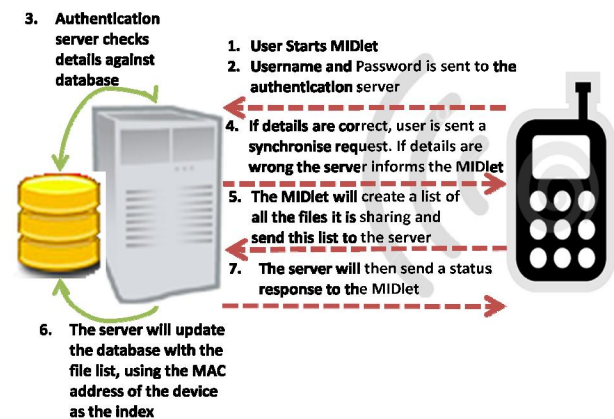 3. Authentication
server checks
details against
database
1. User Starts MIDlet
2. Username and Password is sent to the
authentication server
4. If details are correct, user is sent a
synchronise request. If details are
wrong the server informs the MIDlet
5. The MIDlet will create a list of
all the files it is sharing and
send this list to the server
7. The server will then send a status
response to the MIDlet
6. The server will update
the database with the
file list, using the MAC
address of the device
as the index